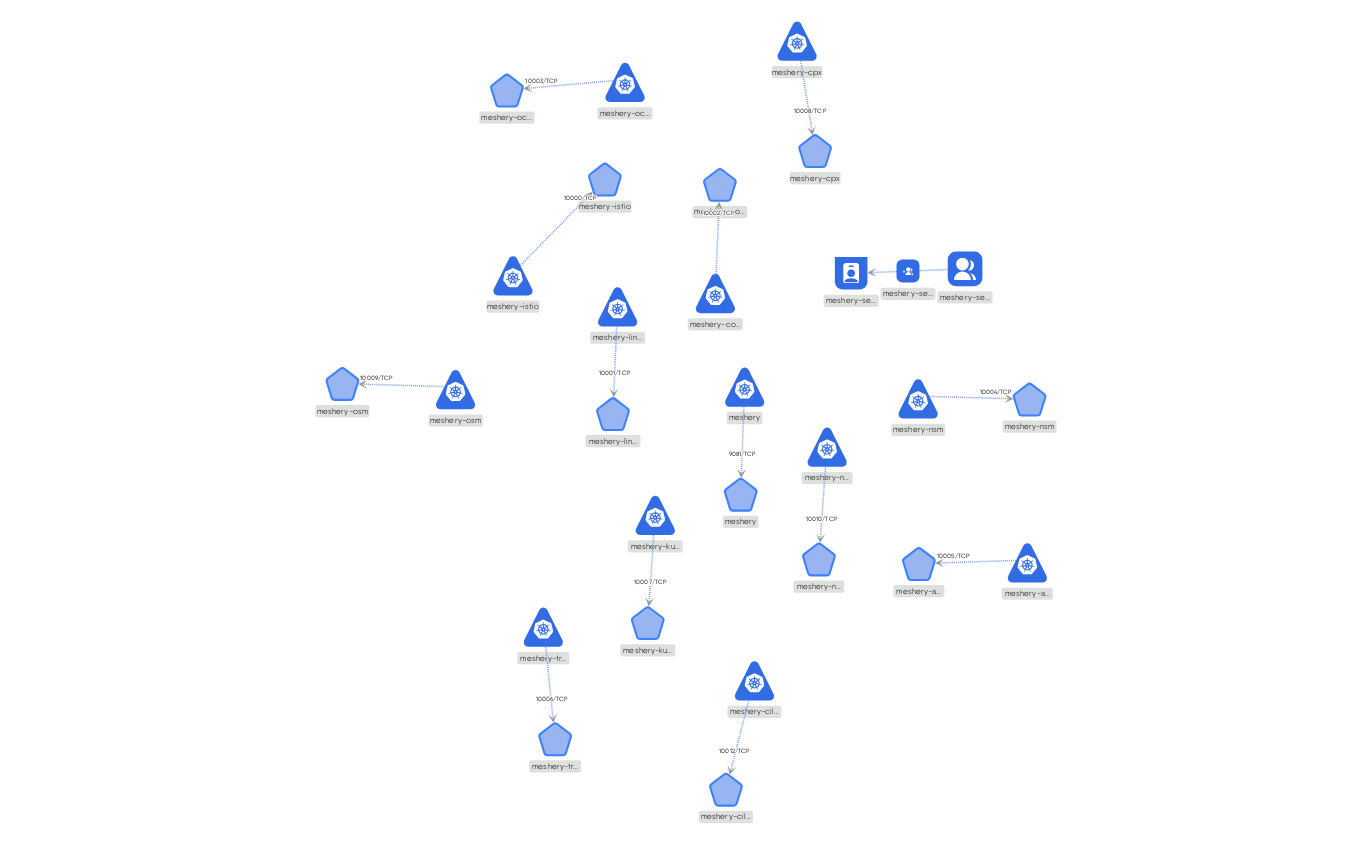 meshery-cpx
10003/TCP
meshery-oc...
meshery-oc...
10008/TCP
meshery-cpx
10000/TCP
meshery-istio
10002/TCP
meshery-istio
meshery-se...
meshery-se...
meshery-se...
meshery-co...
meshery-lin...
10001/TCP
10009/TCP
meshery-osm
meshery-osm
meshery-lin...
meshery
9081/TCP
meshery
10004/TCP
meshery-nsm
meshery-nsm
meshery-n...
10010/TCP
meshery-n...
meshery-ku...
10007/TCP
meshery-ku...
10005/TCP
meshery-a...
meshery-a...
meshery-tr...
10006/TCP
meshery-tr...
meshery-cil...
10012/TCP
meshery-cil...